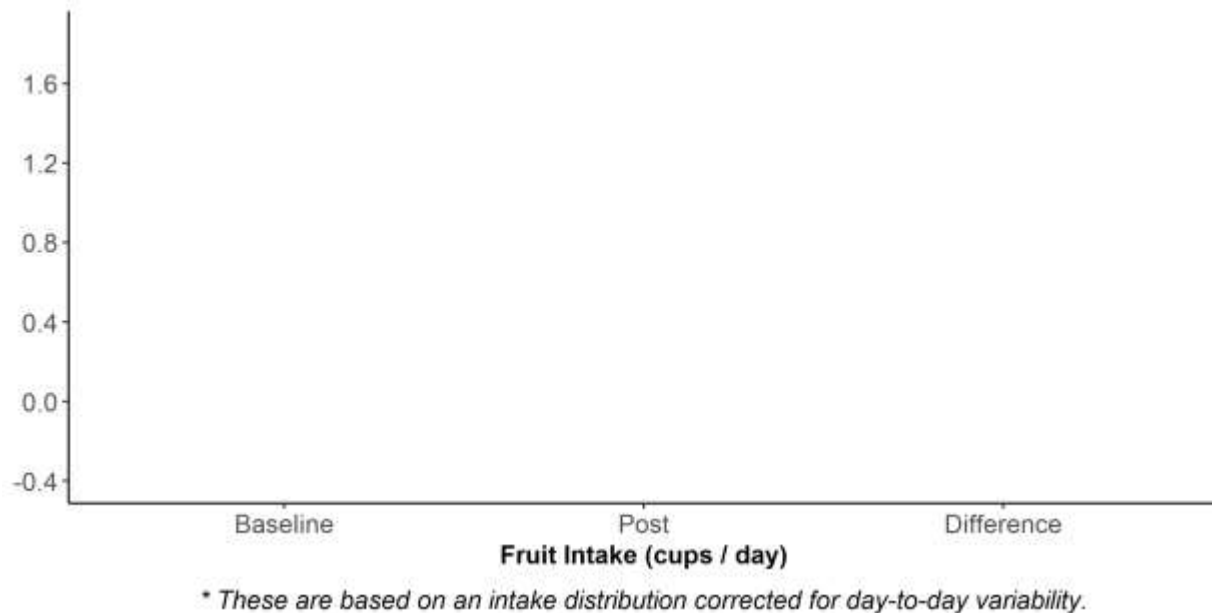 1.6
1.2
0.8
0.4
0.0
-0.4
Baseline Post Difference
Fruit Intake (cups / day)
* These are based on an intake distribution corrected for day-to-day variability.